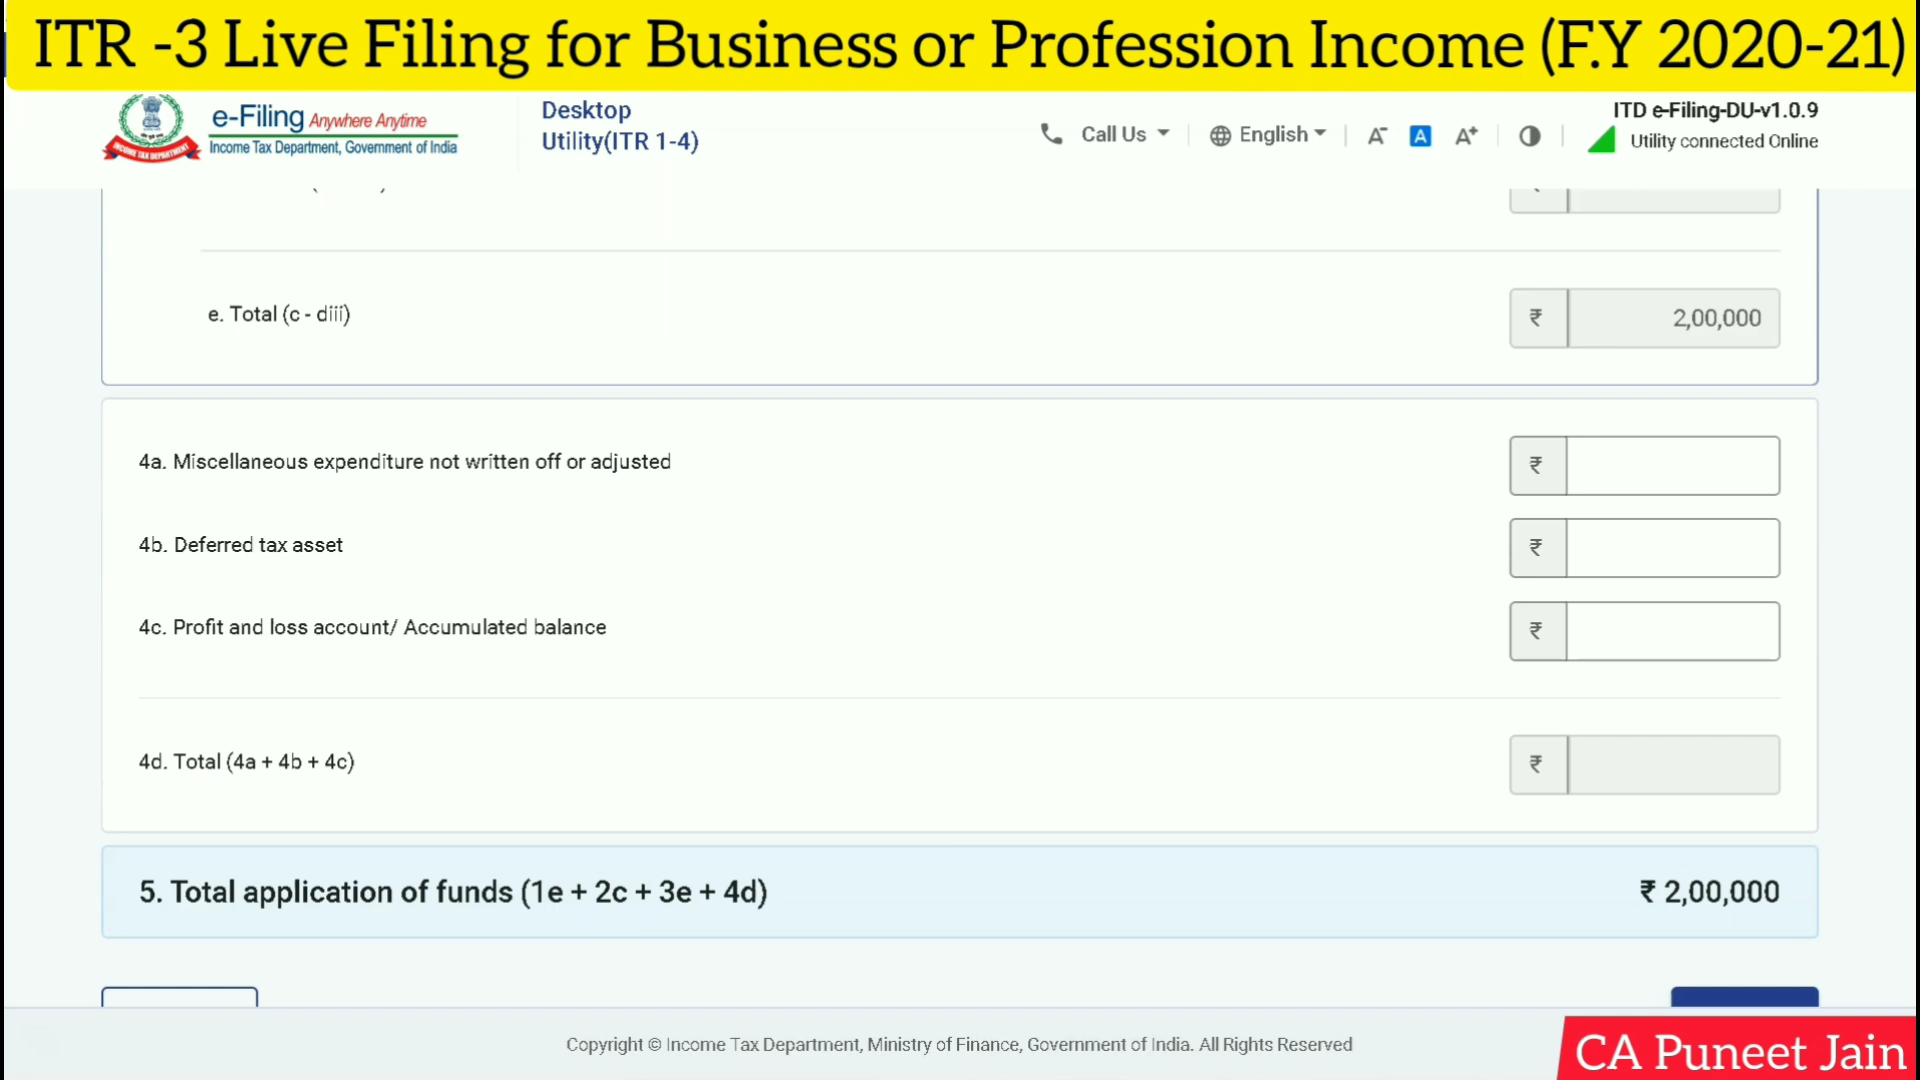 ITR -3 Live Filing for Business or Profession Income (F.Y 2020-21)
e-Filing Anywhere Anytime
Income Tax Department, Government of India
INCOME TAX DEPARTMENT
Desktop
Utility(ITR 1-4)
Call Us
English
A- A A+
ITD e-Filing-DU-v1.0.9
Utility connected Online
e. Total (c - diii) ₹ 2,00,000
4a. Miscellaneous expenditure not written off or adjusted ₹
4b. Deferred tax asset ₹
4c. Profit and loss account/ Accumulated balance ₹
4d. Total (4a + 4b + 4c) ₹
5. Total application of funds (1e + 2c + 3e + 4d) ₹ 2,00,000
Copyright © Income Tax Department, Ministry of Finance, Government of India. All Rights Reserved
CA Puneet Jain